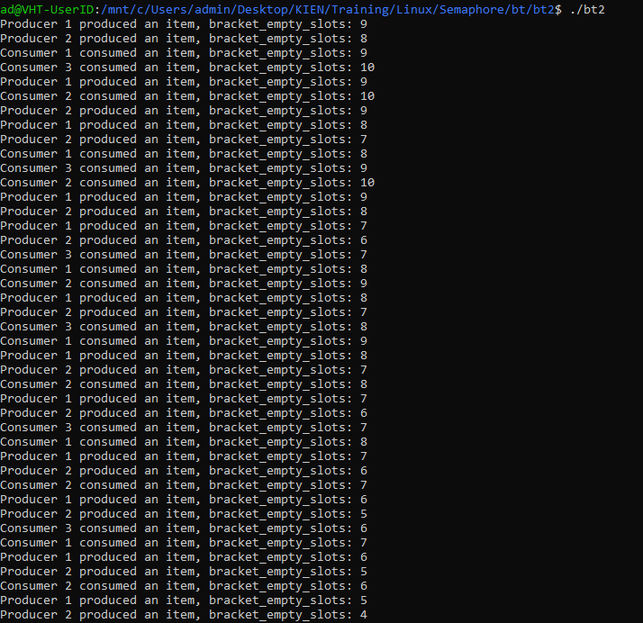 ad@VHT-UserID:/mnt/c/Users/admin/Desktop/KIEN/Training/Linux/Semaphore/bt/bt2$ ./bt2
Producer 1 produced an item, bracket_empty_slots: 9
Producer 2 produced an item, bracket_empty_slots: 8
Consumer 1 consumed an item, bracket_empty_slots: 9
Consumer 3 consumed an item, bracket_empty_slots: 10
Producer 1 produced an item, bracket_empty_slots: 9
Consumer 2 consumed an item, bracket_empty_slots: 10
Producer 2 produced an item, bracket_empty_slots: 9
Producer 1 produced an item, bracket_empty_slots: 8
Producer 2 produced an item, bracket_empty_slots: 7
Consumer 1 consumed an item, bracket_empty_slots: 8
Consumer 3 consumed an item, bracket_empty_slots: 9
Consumer 2 consumed an item, bracket_empty_slots: 10
Producer 1 produced an item, bracket_empty_slots: 9
Producer 2 produced an item, bracket_empty_slots: 8
Producer 1 produced an item, bracket_empty_slots: 7
Producer 2 produced an item, bracket_empty_slots: 6
Consumer 3 consumed an item, bracket_empty_slots: 7
Consumer 1 consumed an item, bracket_empty_slots: 8
Consumer 2 consumed an item, bracket_empty_slots: 9
Producer 1 produced an item, bracket_empty_slots: 8
Producer 2 produced an item, bracket_empty_slots: 7
Consumer 3 consumed an item, bracket_empty_slots: 8
Consumer 1 consumed an item, bracket_empty_slots: 9
Producer 1 produced an item, bracket_empty_slots: 8
Producer 2 produced an item, bracket_empty_slots: 7
Consumer 2 consumed an item, bracket_empty_slots: 8
Producer 1 produced an item, bracket_empty_slots: 7
Producer 2 produced an item, bracket_empty_slots: 6
Consumer 3 consumed an item, bracket_empty_slots: 7
Consumer 1 consumed an item, bracket_empty_slots: 8
Producer 1 produced an item, bracket_empty_slots: 7
Producer 2 produced an item, bracket_empty_slots: 6
Consumer 2 consumed an item, bracket_empty_slots: 7
Producer 1 produced an item, bracket_empty_slots: 6
Producer 2 produced an item, bracket_empty_slots: 5
Consumer 3 consumed an item, bracket_empty_slots: 6
Consumer 1 consumed an item, bracket_empty_slots: 7
Producer 1 produced an item, bracket_empty_slots: 6
Producer 2 produced an item, bracket_empty_slots: 5
Consumer 2 consumed an item, bracket_empty_slots: 6
Producer 1 produced an item, bracket_empty_slots: 5
Producer 2 produced an item, bracket_empty_slots: 4